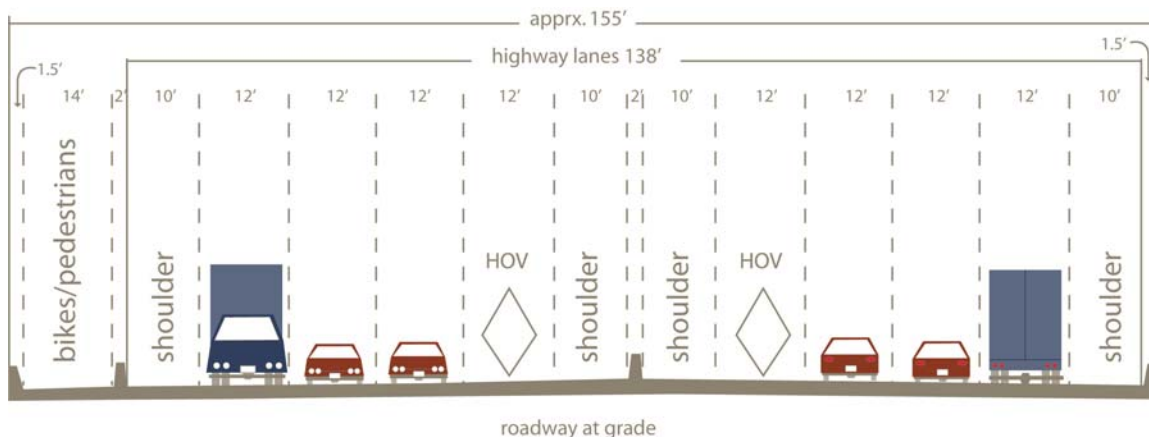 apprx. 155’
1.5’
highway lanes 138’
1.5’
14’ 2’ 10’ 12’ 12’ 12’ 12’ 10’ 2’ 10’ 12’ 12’ 12’ 12’ 10’
bikes/pedestrians
shoulder
HOV
shoulder
shoulder
HOV
shoulder
roadway at grade